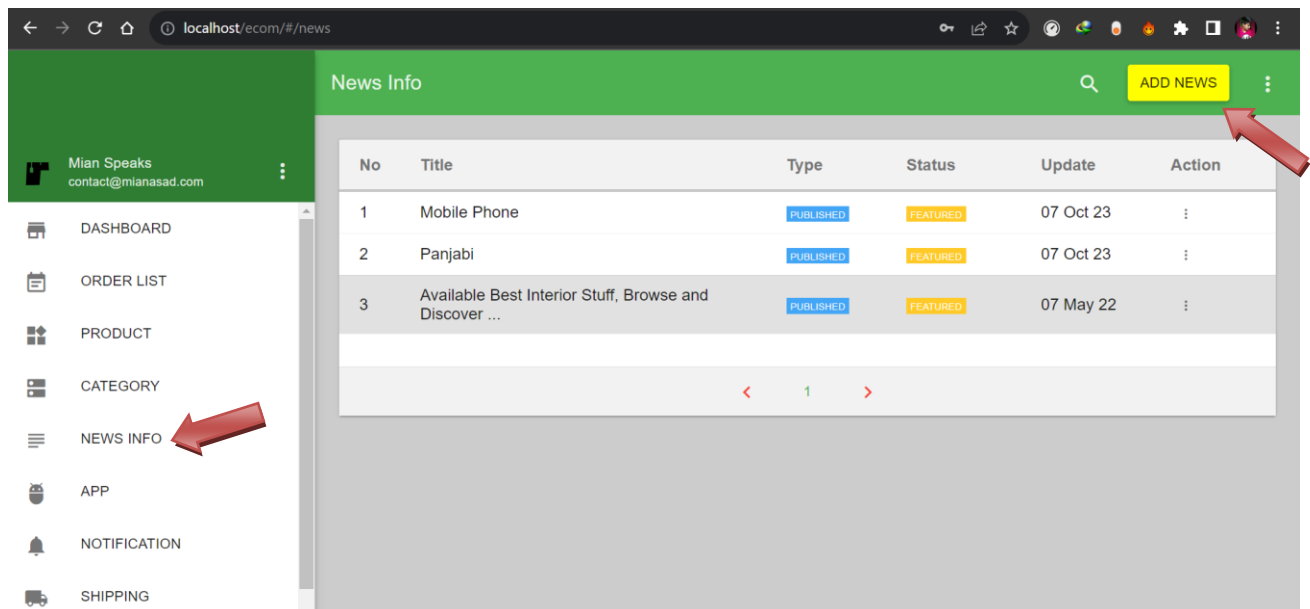 localhost/ecom/#/news
News Info
ADD NEWS
Mian Speaks
contact@mianasad.com
DASHBOARD
ORDER LIST
PRODUCT
CATEGORY
NEWS INFO
APP
NOTIFICATION
SHIPPING
No Title Type Status Update Action
1 Mobile Phone PUBLISHED FEATURED 07 Oct 23
2 Panjabi PUBLISHED FEATURED 07 Oct 23
3 Available Best Interior Stuff, Browse and
Discover ... PUBLISHED FEATURED 07 May 22
1